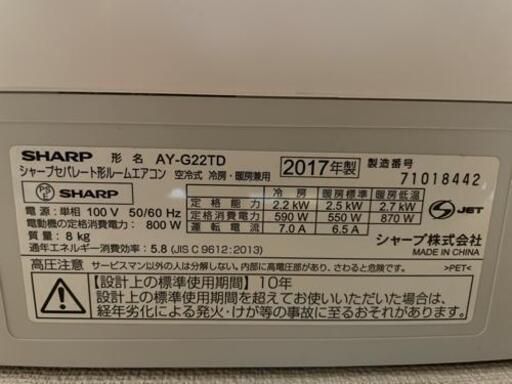 SHARP 形名 AY-G22TD 2017年製 製造番号
シャープセパレート形ルームエアコン 空冷式 冷房・暖房兼用 71018442
PS E SHARP
冷房 暖房標準 暖房低温
定格能力 2.2 kW 2.5 kW 2.7 kW
定格消費電力 590 W 550 W 870 W
運転電流 7.0 A 6.5 A
電源:単相 100 V 50/60 Hz
電動機の定格消費電力: 800 W
質量:8 kg
通年エネルギー消費効率:5.8 (JIS C 9612:2013)
JET
シャープ株式会社
MADE IN CHINA
高圧注意 サービスマン以外の人は分解しない。内部に高電圧部があり、さわると危険です。 >PET<
【設計上の標準使用期間】10年
設計上の標準使用期間を超えてお使いいただいた場合は、
経年劣化による発火・けが等の事故に至るおそれがあります。